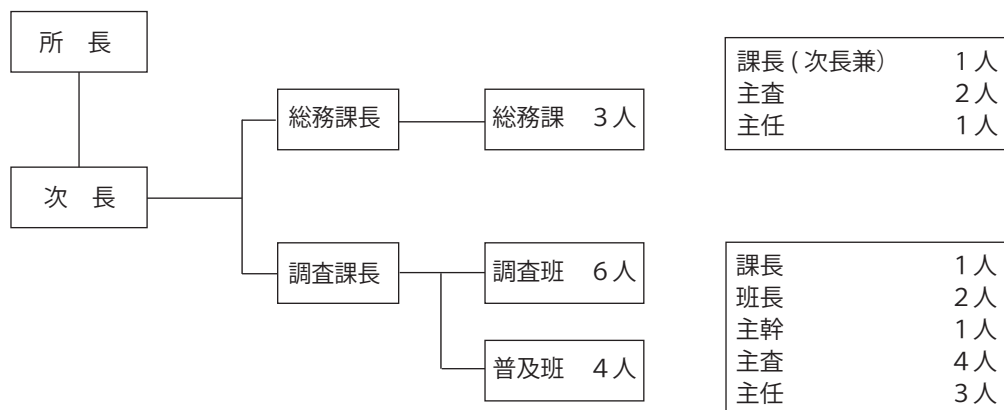 所　長
次　長
総務課長
総務課　3人
課長(次長兼）　1人
主査　2人
主任　1人
調査課長
調査班　6人
普及班　4人
課長　1人
班長　2人
主幹　1人
主査　4人
主任　3人